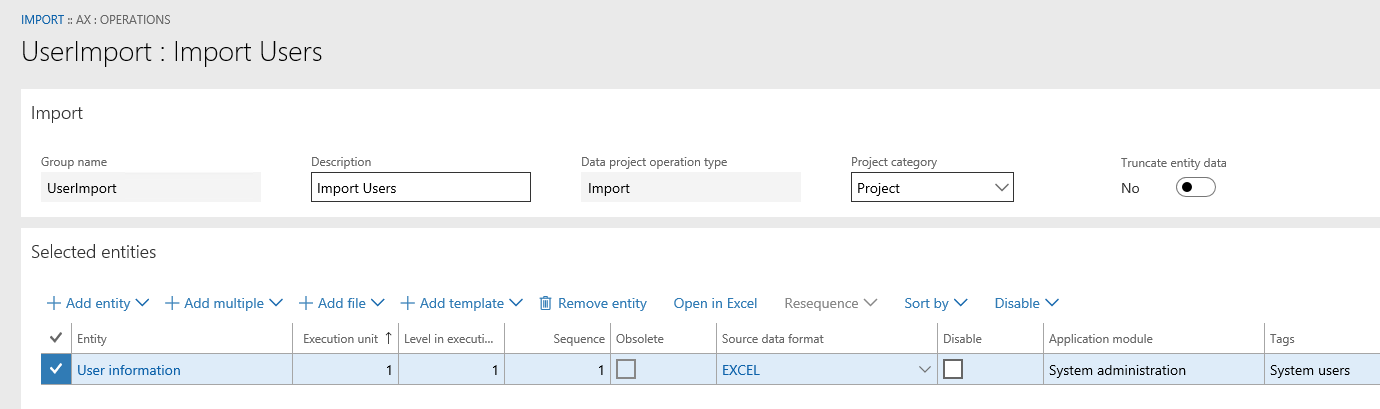 IMPORT :: AX : OPERATIONS
UserImport : Import Users
Import
Group name Description Data project operation type Project category Truncate entity data
UserImport Import Users Import Project No
Selected entities
Add entity Add multiple Add file Add template Remove entity Open in Excel Resequence Sort by Disable
Entity Execution unit Level in executi... Sequence Obsolete Source data format Disable Application module Tags
User information 1 1 1 EXCEL System administration System users